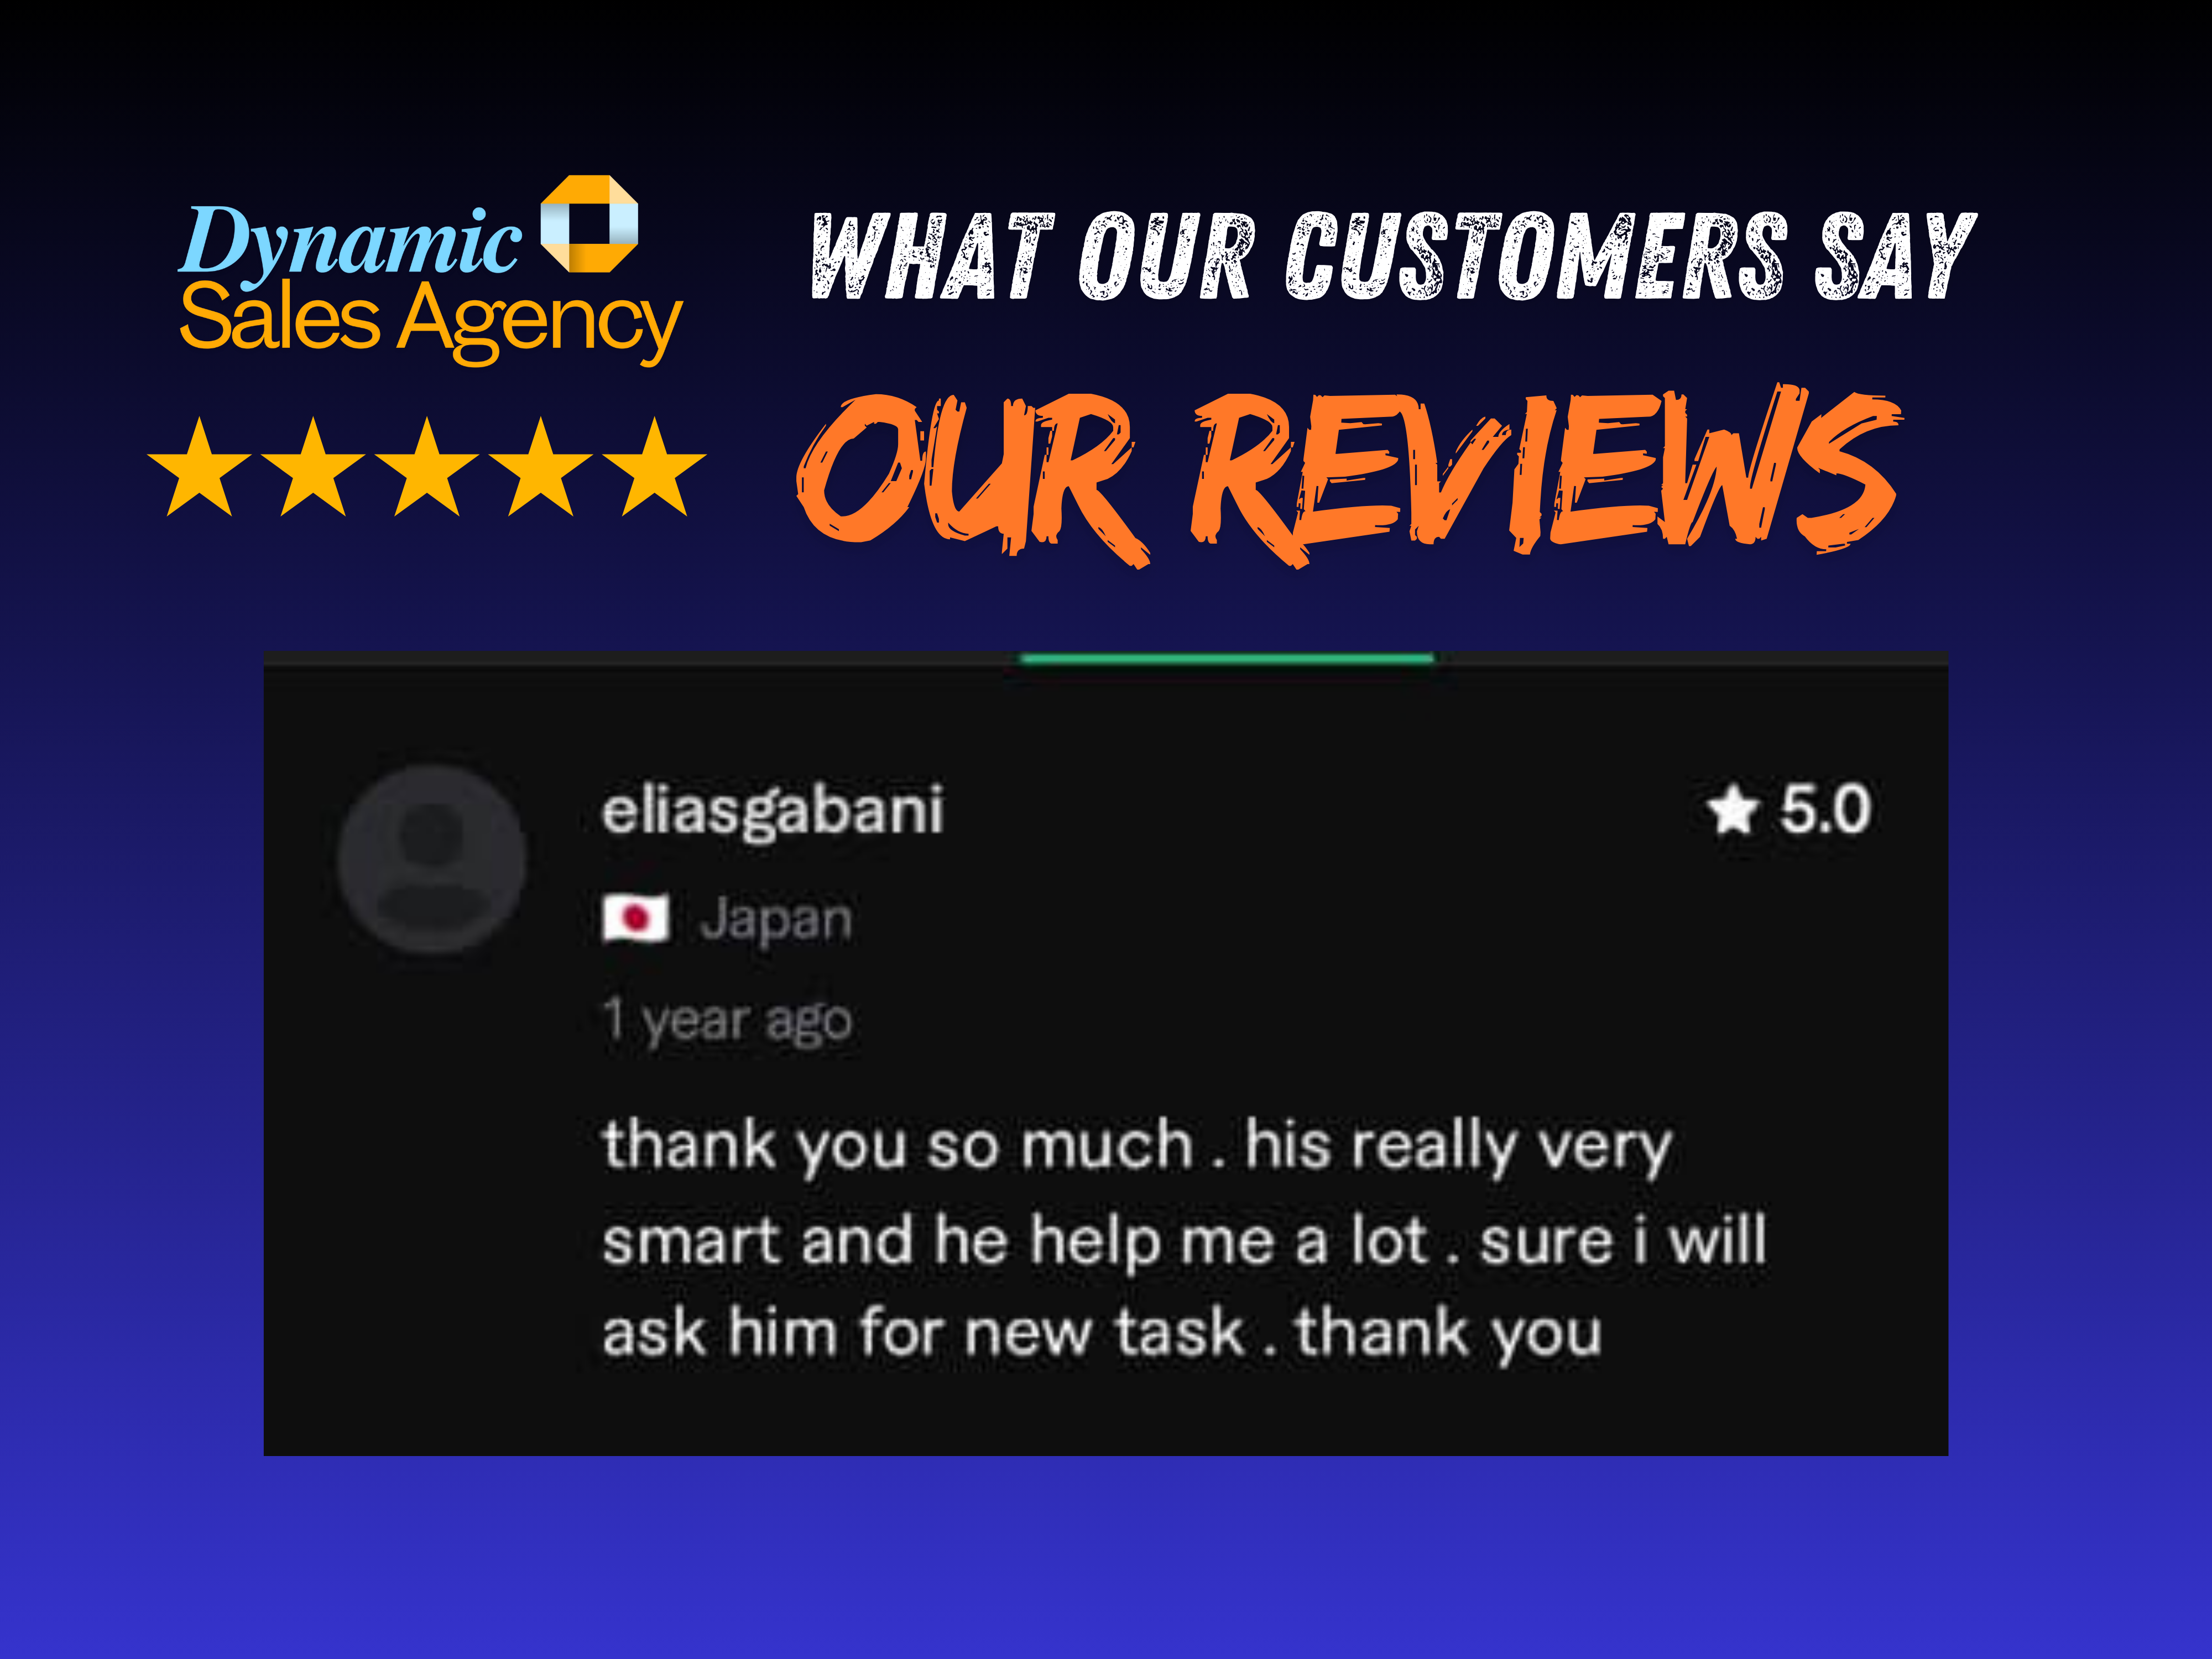 Dynamic
Sales Agency
WHAT OUR CUSTOMERS SAY
OUR REVIEWS
eliasgabani
5.0
Japan
1 year ago
thank you so much . his really very
smart and he help me a lot . sure i will
ask him for new task . thank you